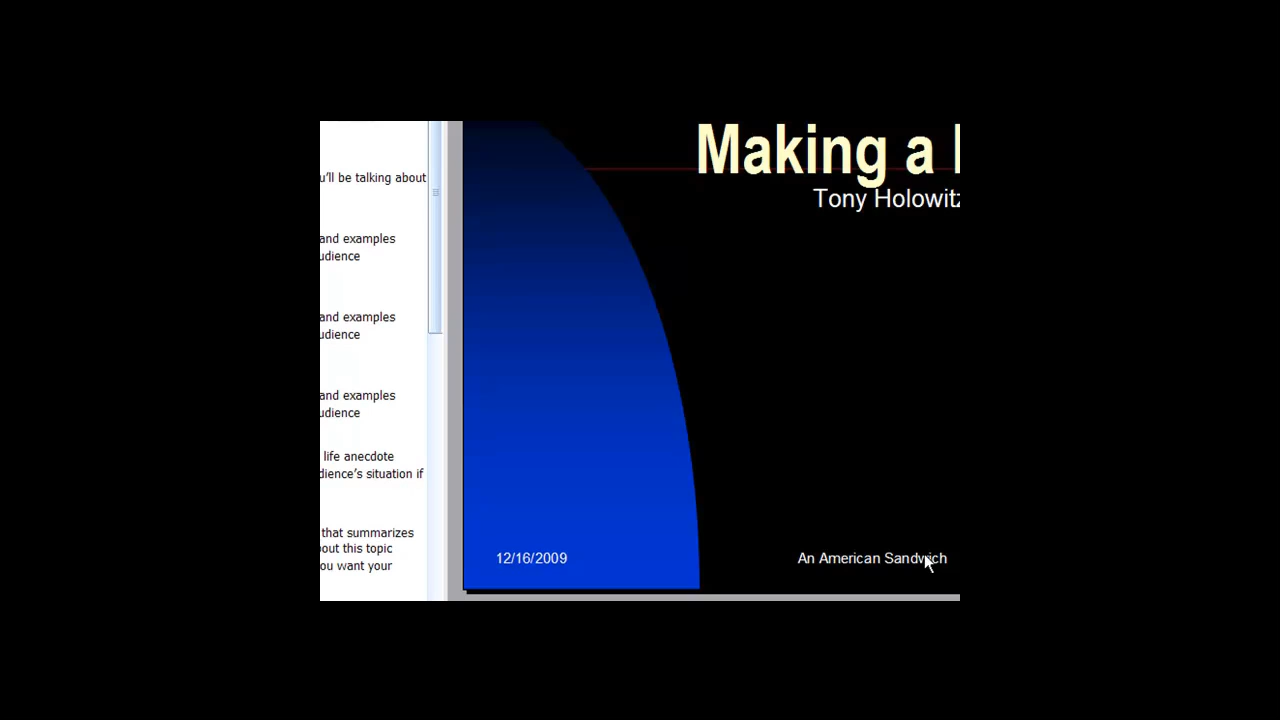 u'll be talking about
and examples
udience
and examples
udience
and examples
udience
life anecdote
dience's situation if
that summarizes
out this topic
ou want your
Making a
Tony Holowitz
12/16/2009
An American Sandwich